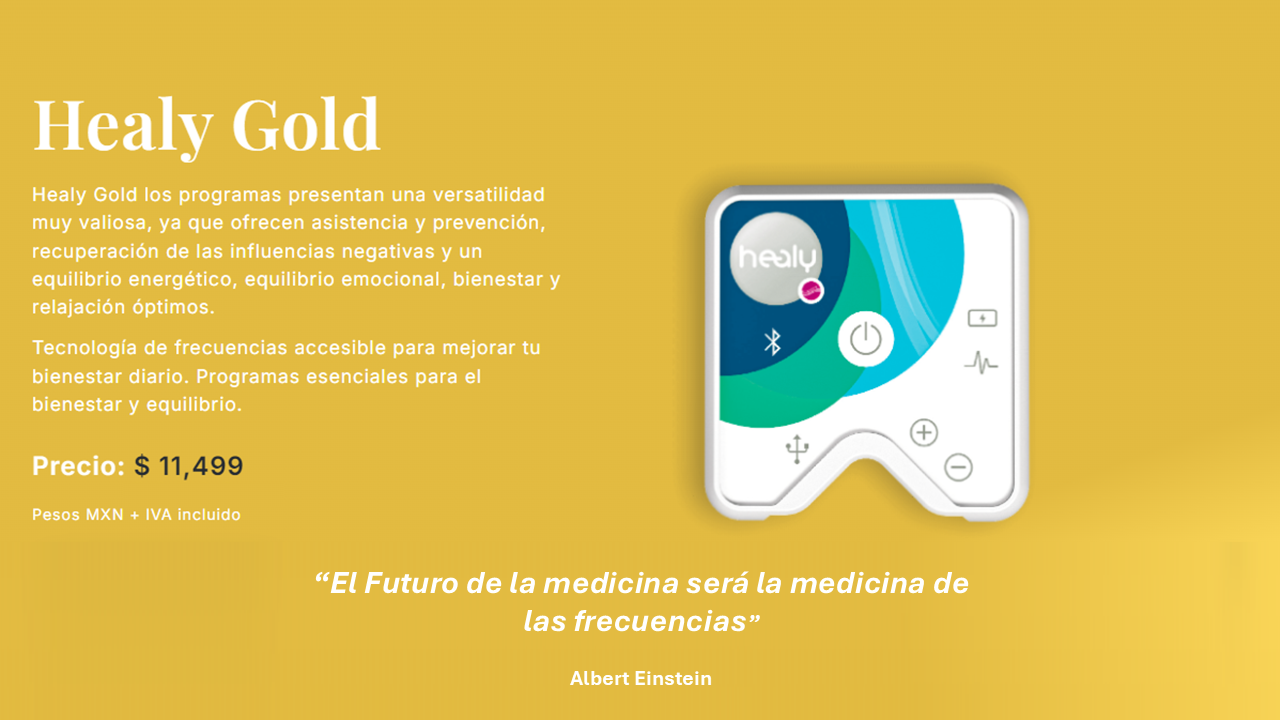 Healy Gold
Healy Gold los programas presentan una versatilidad
muy valiosa, ya que ofrecen asistencia y prevención,
recuperación de las influencias negativas y un
equilibrio energético, equilibrio emocional, bienestar y
relajación óptimos.
Tecnología de frecuencias accesible para mejorar tu
bienestar diario. Programas esenciales para el
bienestar y equilibrio.
Precio: $ 11,499
Pesos MXN + IVA incluido
healy
“El Futuro de la medicina será la medicina de
las frecuencias”
Albert Einstein